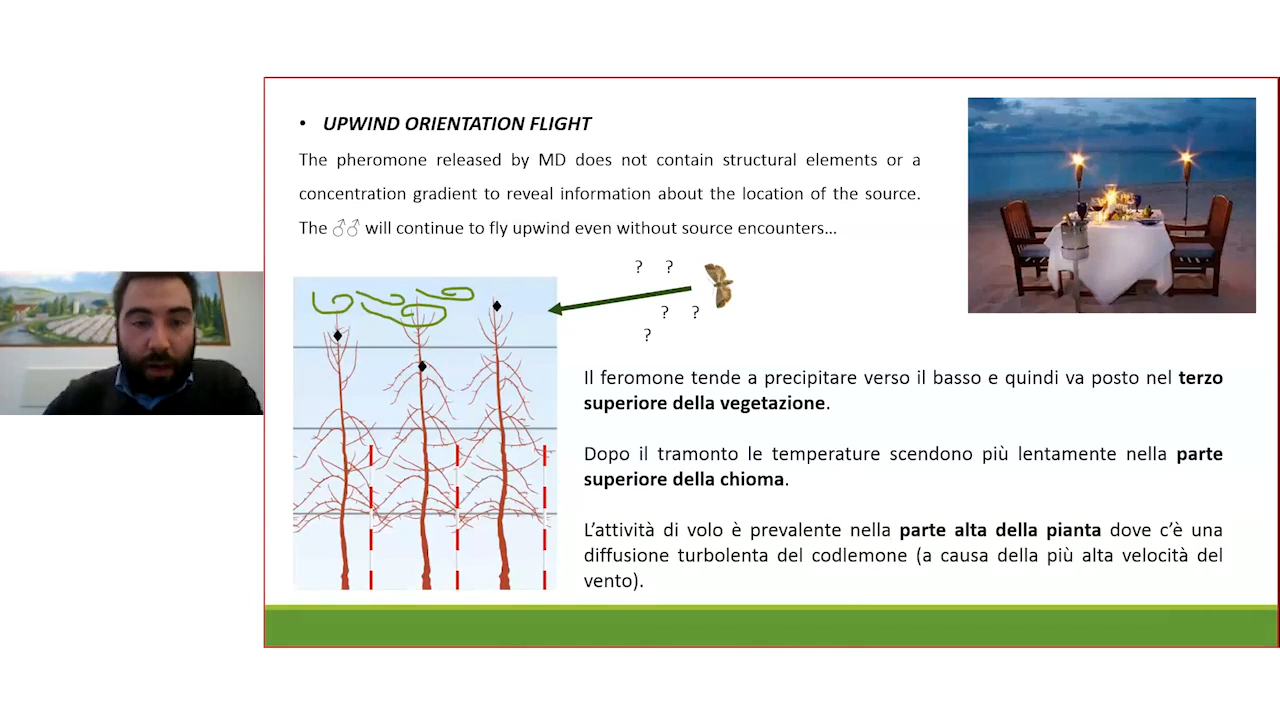 • UPWIND ORIENTATION FLIGHT
The pheromone released by MD does not contain structural elements or a
concentration gradient to reveal information about the location of the source.
The ♂♂ will continue to fly upwind even without source encounters…
? ?
? ?
?
Il feromone tende a precipitare verso il basso e quindi va posto nel terzo
superiore della vegetazione.
Dopo il tramonto le temperature scendono più lentamente nella parte
superiore della chioma.
L'attività di volo è prevalente nella parte alta della pianta dove c'è una
diffusione turbolenta del codlemone (a causa della più alta velocità del
vento).